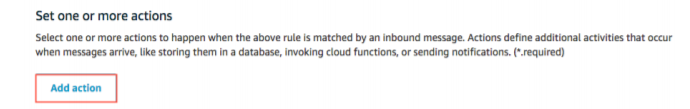 Set one or more actions
Select one or more actions to happen when the above rule is matched by an inbound message. Actions define additional activities that occur
when messages arrive, like storing them in a database, invoking cloud functions, or sending notifications. (*.required)
Add action